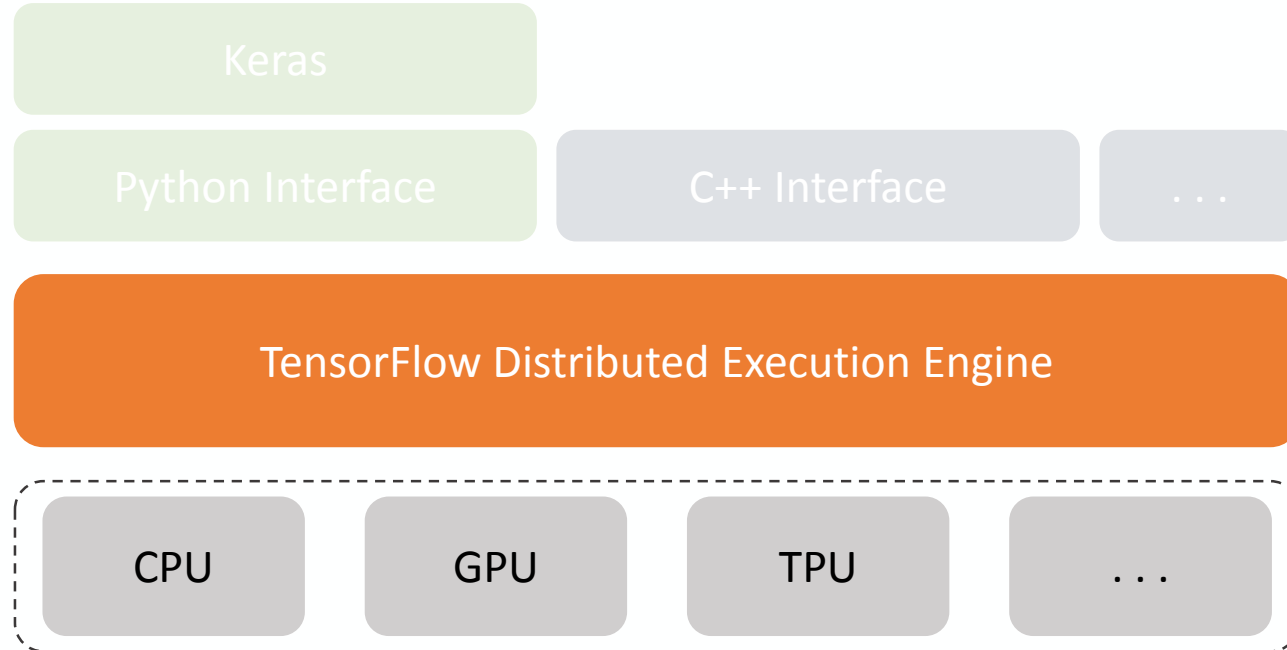 Keras
Python Interface
C++ Interface
. . .
TensorFlow Distributed Execution Engine
CPU
GPU
TPU
. . .